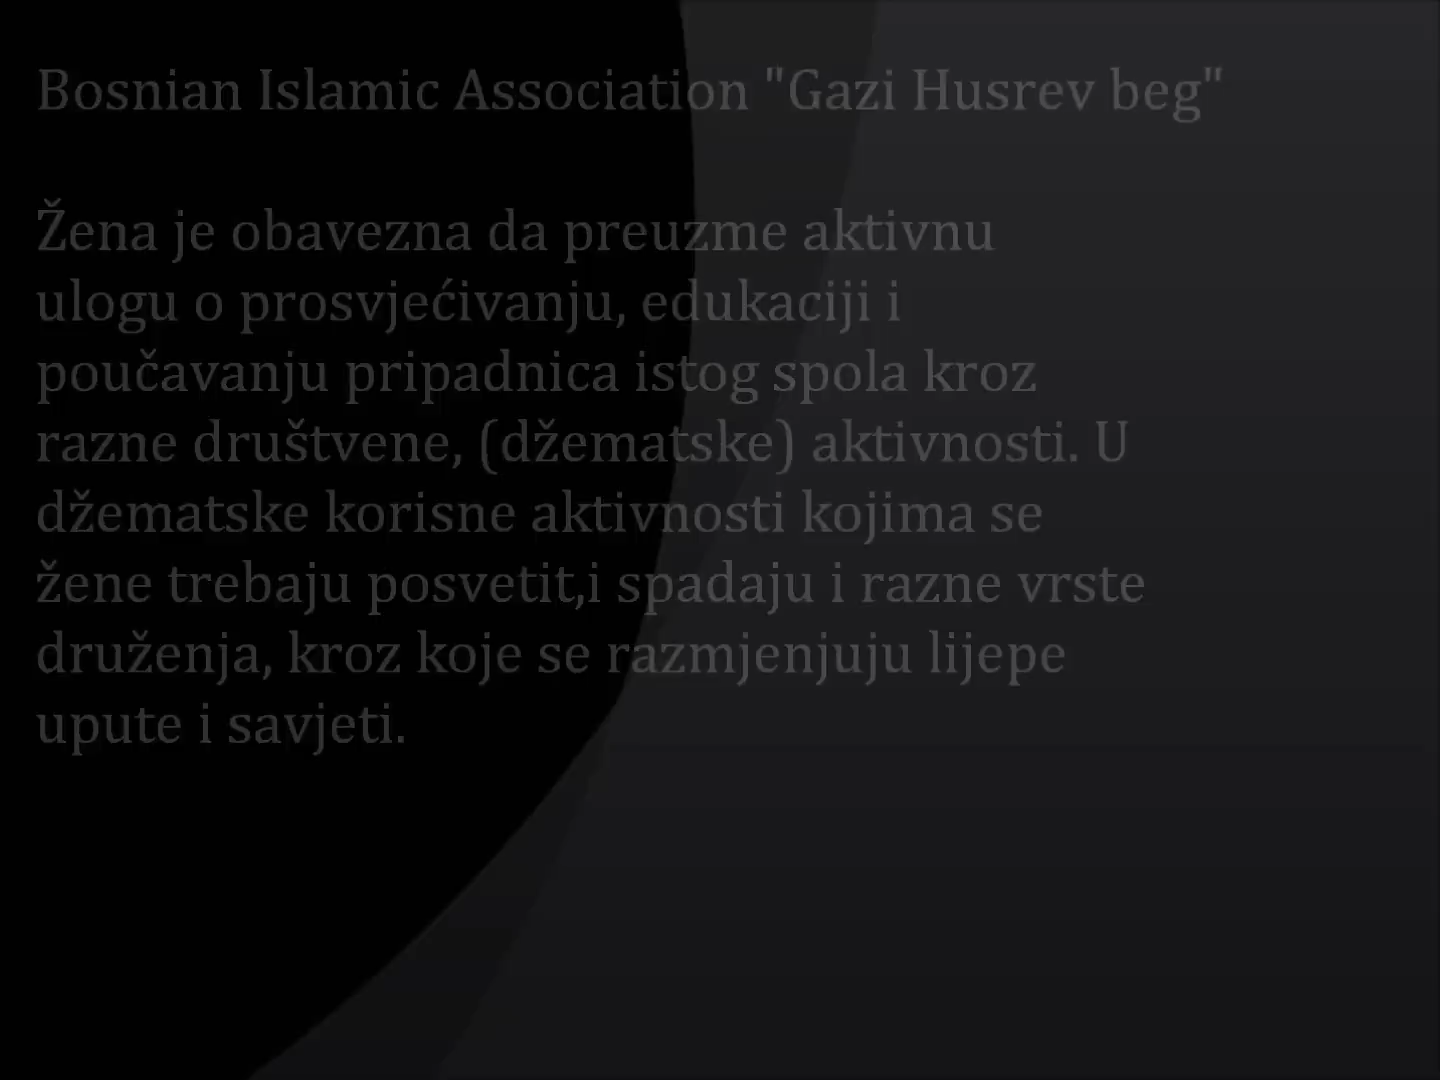 Bosnian Islamic Association "Gazi Husrev beg"
Žena je obavezna da preuzme aktivnu
ulogu o prosvjećivanju, edukaciji i
poučavanju pripadnica istog spola kroz
razne društvene, (džematske) aktivnosti. U
džematske korisne aktivnosti kojima se
žene trebaju posvetit,i spadaju i razne vrste
druženja, kroz koje se razmjenjuju lijepe
upute i savjeti.